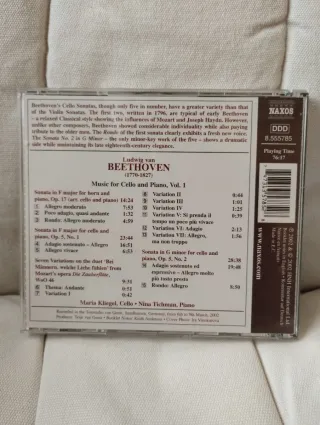 Beethoven's Cello Sonatas, though only five in number, have a greater variety than that
of the Violin Sonatas. The first two, written in 1796, are typical of early Beethoven –
a relaxed Classical style showing the influences of Mozart and Joseph Haydn. However,
unlike other composers, Beethoven showed considerable individuality while also paying
tribute to the older men. The Rondo of the first sonata clearly exhibits a fresh new voice.
The Sonata No. 2 in G Minor – the only minor-key work of the five – shows a dramatic
side while maintaining its late eighteenth-century background.
Ludwig van
BEETHOVEN
(1770-1827)
Music for Cello and Piano, Vol. 1
Sonata in F major for horn and
piano, Op. 17 (arr. cello and piano) 14:24
1 Allegro moderato 7:53
2 Poco adagio, quasi andante 1:32
3 Rondo: Allegro moderato 4:59
Sonata in F major for cello and
piano, Op. 5, No. 1 23:44
4 Adagio sostenuto - Allegro 16:51
5 Allegro vivace 6:53
Seven Variations on the duet 'Bei
Männern, welche Liebe fühlen' from
Mozart's opera Die Zauberflöte,
WoO 46 9:31
6 Thema: Andante 0:51
7 Variation I 0:42
8 Variation II 0:44
9 Variation III
10 Variation IV 1:25
11 Variation V: Si prenda il
tempo un poco più vivace 0:39
12 Variation VI: Adagio 2:13
13 Variation VII: Allegro,
ma non troppo 1:56
Sonata in G minor for cello and
piano, Op. 5, No. 2 28:38
14 Adagio sostenuto ed
espressivo - Allegro molto
più tosto presto 19:48
15 Rondo: Allegro 8:50
Maria Kliegel, Cello • Nina Tichman, Piano
NAXOS
DDD
8.555785
Playing Time
76:17
www.naxos.com